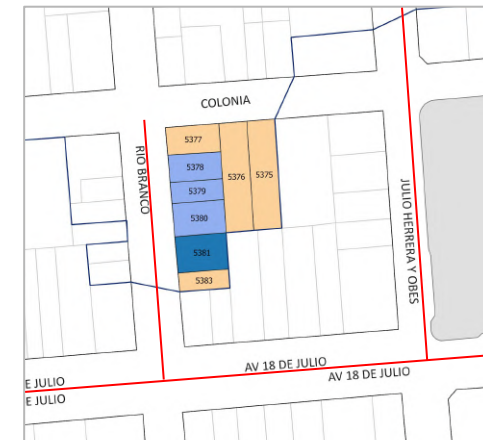 COLONIA
5377
5378
5379
5380
5376
5375
5381
5383
RIO BRANCO
JULIO HERRERA Y OBES
AV 18 DE JULIO
AV 18 DE JULIO
E JULIO
E JULIO